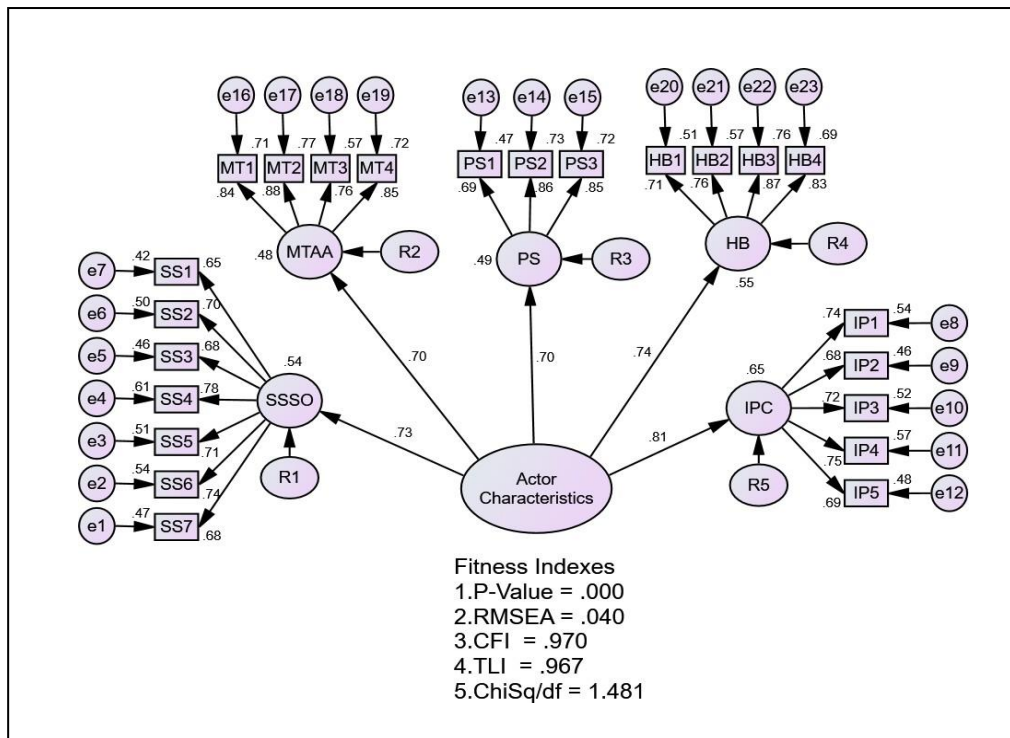 e16 e17 e18 e19
.71 .77 .57 .72
MT1 MT2 MT3 MT4
.84 .88 .76 .85
.48 MTAA R2
e13 e14 e15
.47 .73 .72
PS1 PS2 PS3
.69 .86 .85
.49 PS R3
e20 e21 e22 e23
.51 .57 .76 .69
HB1 HB2 HB3 HB4
.71 .76 .87 .83
HB R4
.55
e7 .42 SS1 .65
e6 .50 SS2 .70
e5 .46 SS3 .68
e4 .61 SS4 .78
e3 .51 SS5 .71
e2 .54 SS6 .74
e1 .47 SS7 .68
.54
SSSO
R1
.73
.70
.70
.74
.81
.65
IPC
R5
.74 IP1 .54 e8
.68 IP2 .46 e9
.72 IP3 .52 e10
.75 IP4 .57 e11
.69 IP5 .48 e12
Actor
Characteristics
Fitness Indexes
1.P-Value = .000
2.RMSEA = .040
3.CFI = .970
4.TLI = .967
5.ChiSq/df = 1.481